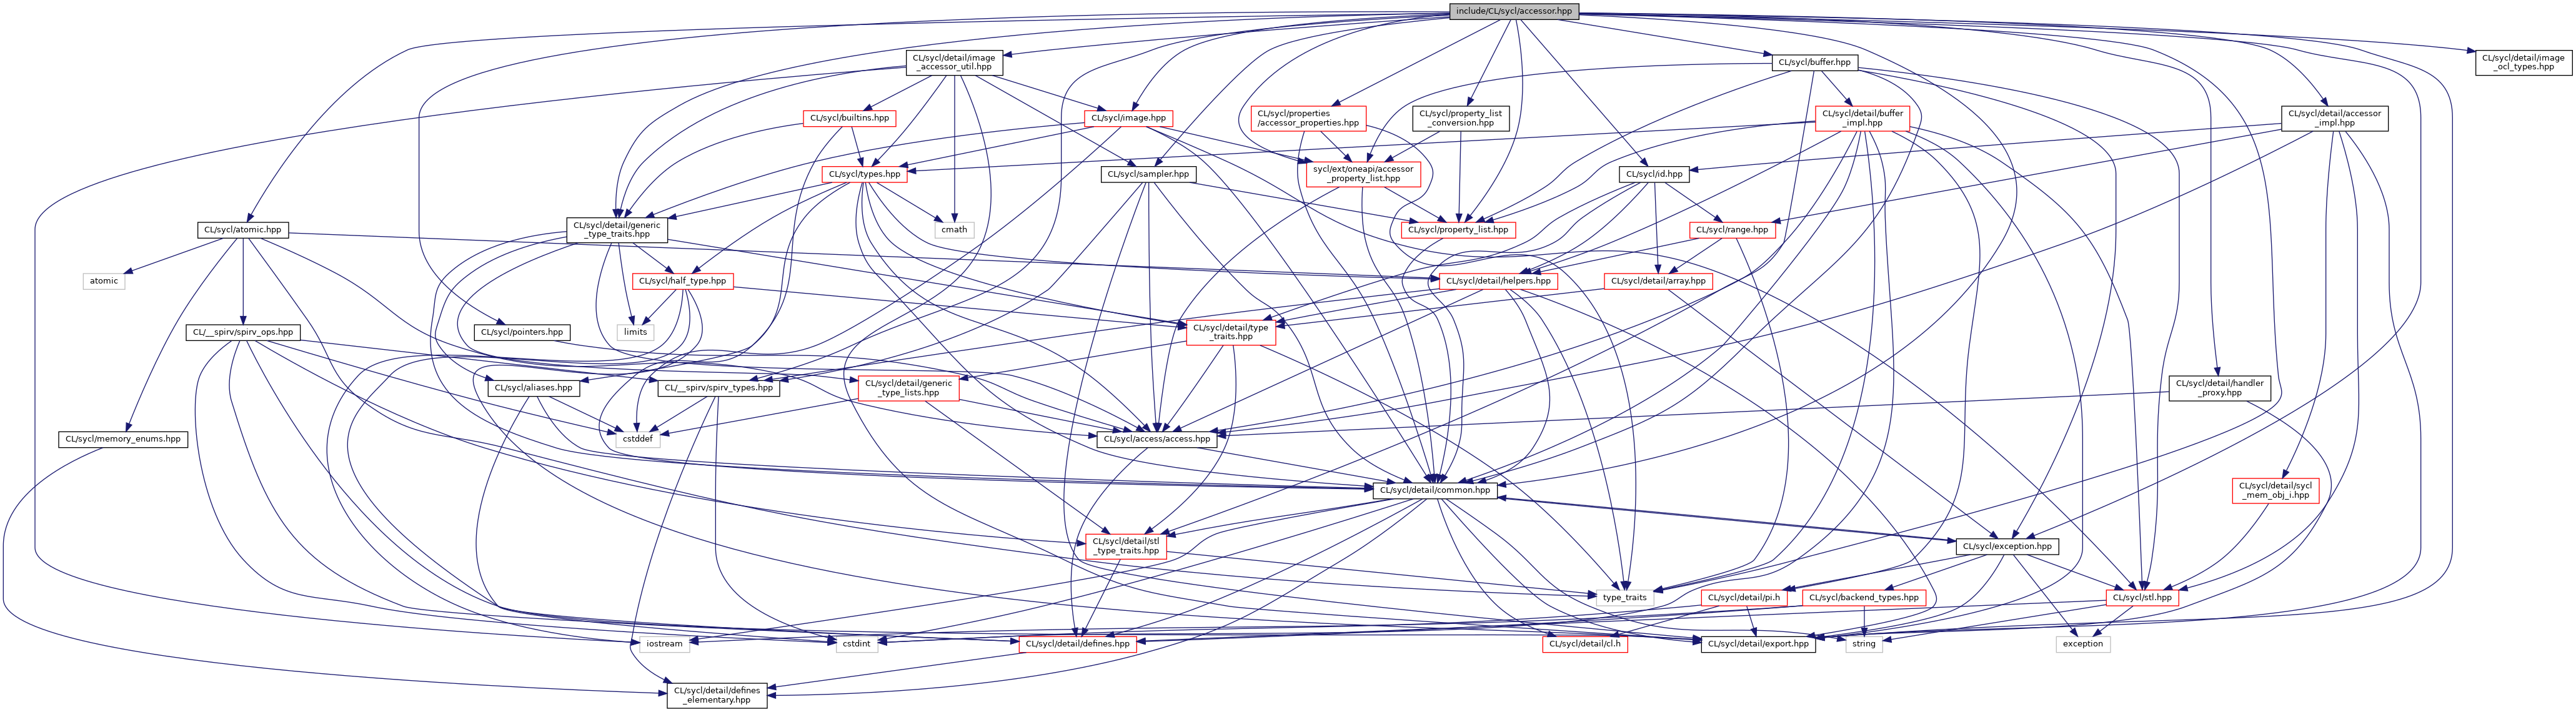 include/CL/sycl/accessor.hpp
CL/sycl/detail/image
_accessor_util.hpp
CL/sycl/buffer.hpp
CL/sycl/detail/image
_ocl_types.hpp
CL/sycl/builtins.hpp
CL/sycl/image.hpp
CL/sycl/properties
/accessor_properties.hpp
CL/sycl/property_list
_conversion.hpp
CL/sycl/detail/buffer
_impl.hpp
CL/sycl/detail/accessor
_impl.hpp
CL/sycl/types.hpp
CL/sycl/sampler.hpp
sycl/ext/oneapi/accessor
_property_list.hpp
CL/sycl/id.hpp
CL/sycl/atomic.hpp
CL/sycl/detail/generic
_type_traits.hpp
cmath
CL/sycl/property_list.hpp
CL/sycl/range.hpp
atomic
CL/sycl/half_type.hpp
CL/sycl/detail/helpers.hpp
CL/sycl/detail/array.hpp
CL/__spirv/spirv_ops.hpp
CL/sycl/pointers.hpp
limits
CL/sycl/detail/type
_traits.hpp
CL/sycl/aliases.hpp
CL/__spirv/spirv_types.hpp
CL/sycl/detail/generic
_type_lists.hpp
CL/sycl/detail/handler
_proxy.hpp
CL/sycl/memory_enums.hpp
cstddef
CL/sycl/access/access.hpp
CL/sycl/detail/common.hpp
CL/sycl/detail/sycl
_mem_obj_i.hpp
CL/sycl/detail/stl
_type_traits.hpp
CL/sycl/exception.hpp
type_traits
CL/sycl/detail/pi.h
CL/sycl/backend_types.hpp
CL/sycl/stl.hpp
iostream
cstdint
CL/sycl/detail/defines.hpp
CL/sycl/detail/cl.h
CL/sycl/detail/export.hpp
string
exception
CL/sycl/detail/defines
_elementary.hpp